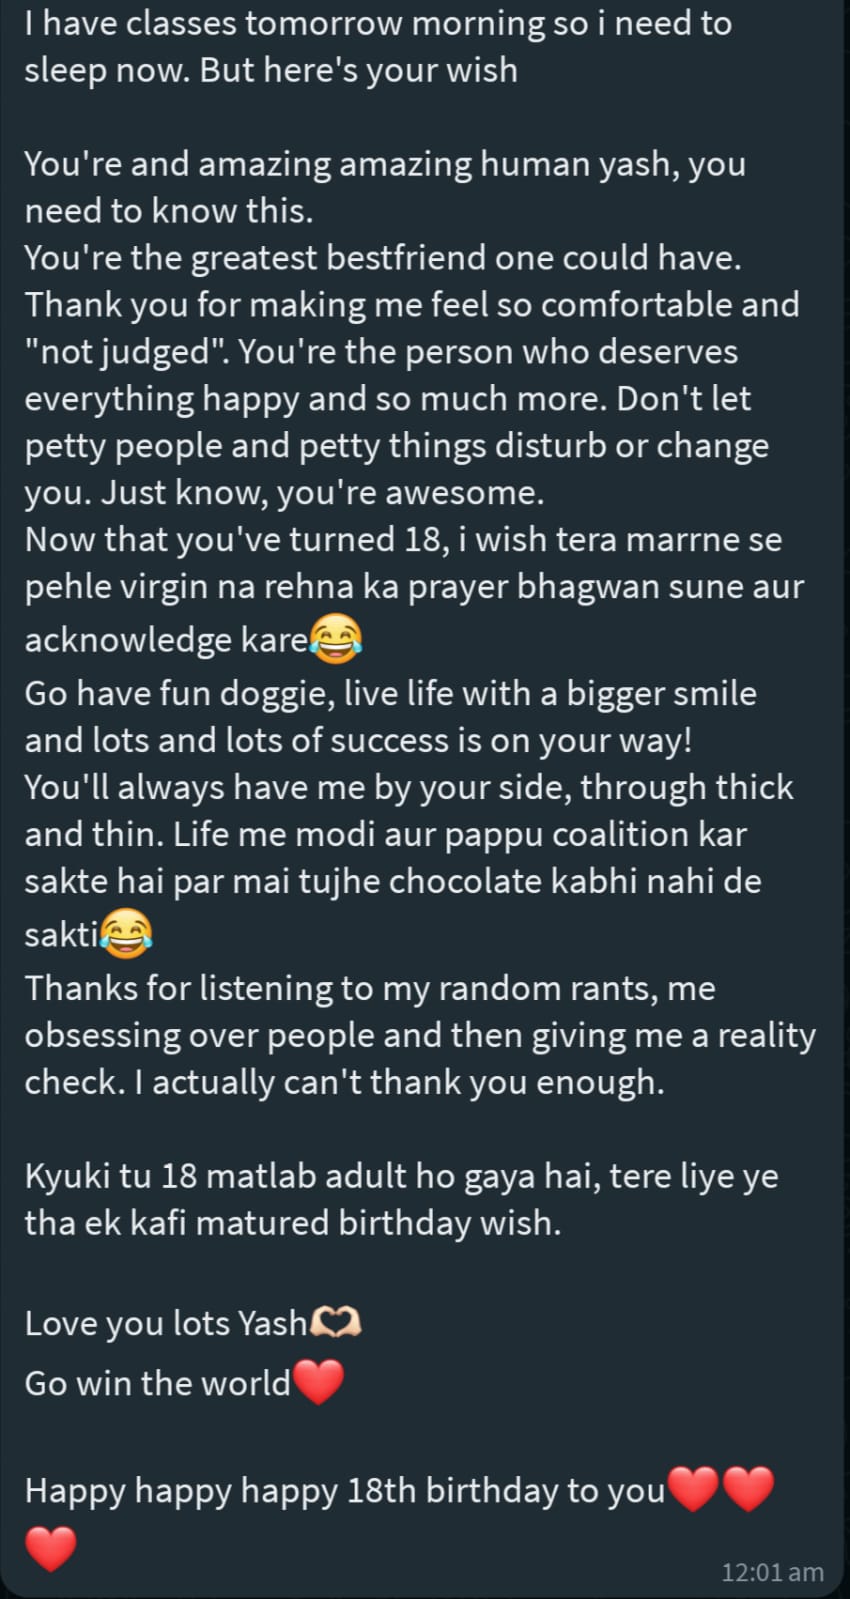 I have classes tomorrow morning so i need to
sleep now. But here's your wish
You're and amazing amazing human yash, you
need to know this.
You're the greatest bestfriend one could have.
Thank you for making me feel so comfortable and
"not judged". You're the person who deserves
everything happy and so much more. Don't let
petty people and petty things disturb or change
you. Just know, you're awesome.
Now that you've turned 18, i wish tera marrne se
pehle virgin na rehna ka prayer bhagwan sune aur
acknowledge kare😂
Go have fun doggie, live life with a bigger smile
and lots and lots of success is on your way!
You'll always have me by your side, through thick
and thin. Life me modi aur pappu coalition kar
sakte hai par mai tujhe chocolate kabhi nahi de
sakti😂
Thanks for listening to my random rants, me
obsessing over people and then giving me a reality
check. I actually can't thank you enough.
Kyuki tu 18 matlab adult ho gaya hai, tere liye ye
tha ek kafi matured birthday wish.
Love you lots Yash🫶🏻
Go win the world❤️
Happy happy happy 18th birthday to you❤️❤️
❤️
12:01 am